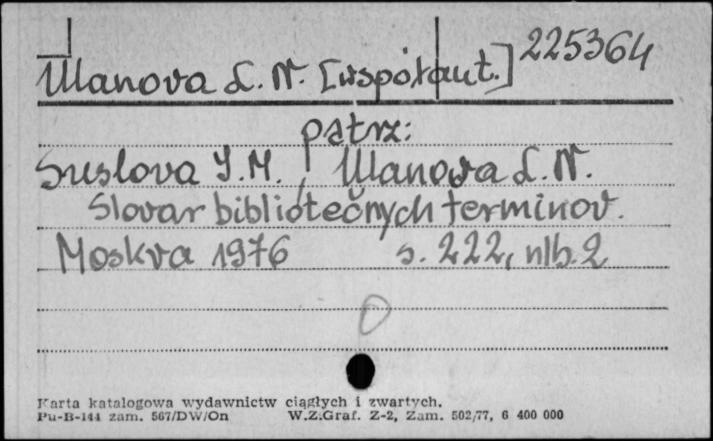 225364
Ulanova L. N. [współaut.]
patrz:
Suslova I.M., Ulanova L. N.
Slovar bibliotečnych terminov.
Moskva 1976 s. 222, nlb. 2
Karta katalogowa wydawnictw ciągłych i zwartych.
Pu-B-144 zam. 567/DW/On W.Z.Graf. Z-2, Zam. 502/77, 6 400 000